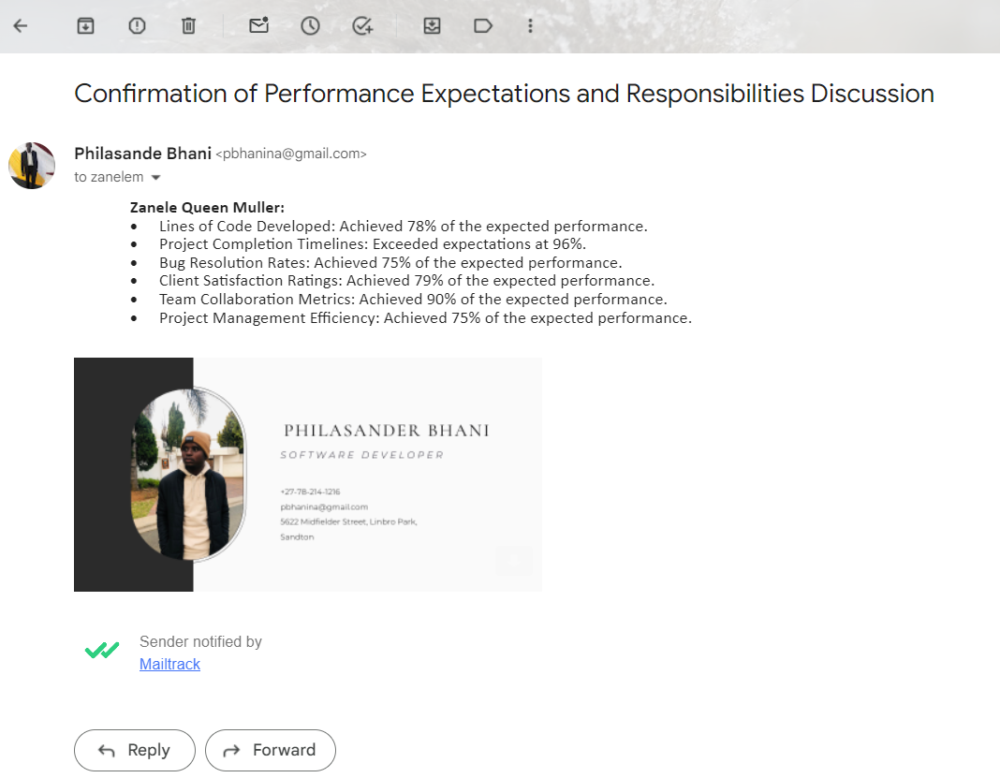 Confirmation of Performance Expectations and Responsibilities Discussion
Philasande Bhani <pbhanina@gmail.com>
to zanelem
Zanele Queen Muller:
• Lines of Code Developed: Achieved 78% of the expected performance.
• Project Completion Timelines: Exceeded expectations at 96%.
• Bug Resolution Rates: Achieved 75% of the expected performance.
• Client Satisfaction Ratings: Achieved 79% of the expected performance.
• Team Collaboration Metrics: Achieved 90% of the expected performance.
• Project Management Efficiency: Achieved 75% of the expected performance.
PHILASANDER BHANI
SOFTWARE DEVELOPER
+27-78-214-1216
pbhanina@gmail.com
5622 Midfielder Street, Linbro Park,
Sandton
Sender notified by
Mailtrack
Reply
Forward